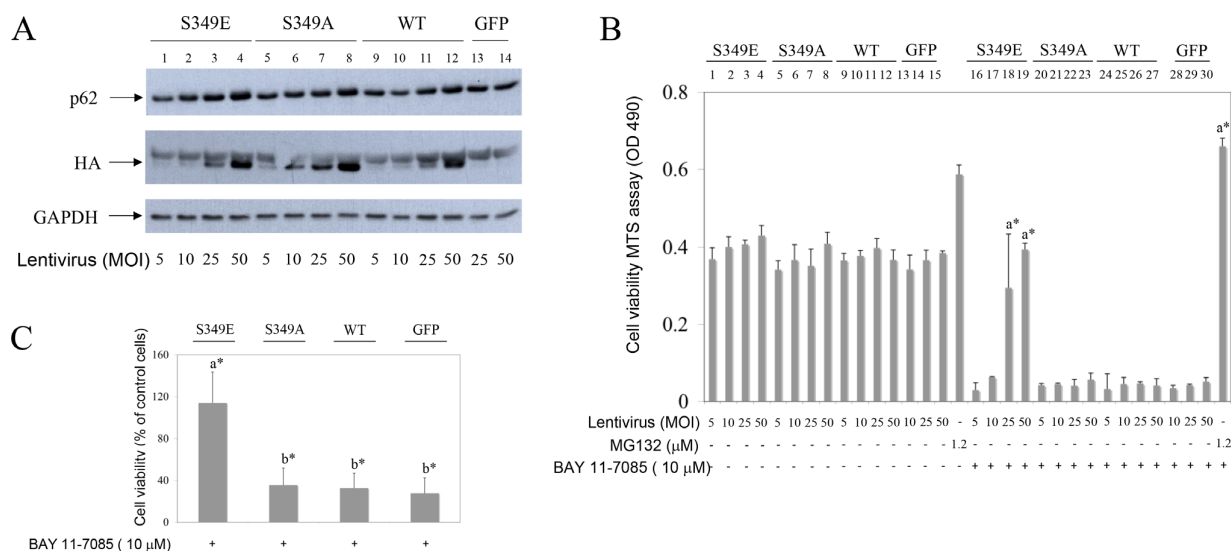 A
S349E S349A WT GFP
1 2 3 4 5 6 7 8 9 10 11 12 13 14
p62
HA
GAPDH
Lentivirus (MOI) 5 10 25 50 5 10 25 50 5 10 25 50 25 50
B
S349E S349A WT GFP S349E S349A WT GFP
1 2 3 4 5 6 7 8 9 10 11 12 13 14 15 16 17 18 19 20 21 22 23 24 25 26 27 28 29 30
Cell viability MTS assay (OD 490)
0.8
0.6
0.4
0.2
0
a* a* a*
Lentivirus (MOI) 5 10 25 50 5 10 25 50 5 10 25 50 5 10 25 50 - 5 10 25 50 5 10 25 50 5 10 25 50 5 10 25 50 -
MG132 (μM) - - - - - - - - - - - - - - - 1.2 - - - - - - - - - - - - - - - 1.2
BAY 11-7085 ( 10 μM) - - - - - - - - - - - - - - - - + + + + + + + + + + + + + + + +
C
S349E S349A WT GFP
Cell viability (% of control cells)
160
120
80
40
0
a* b* b* b*
BAY 11-7085 ( 10 μM) + + + +